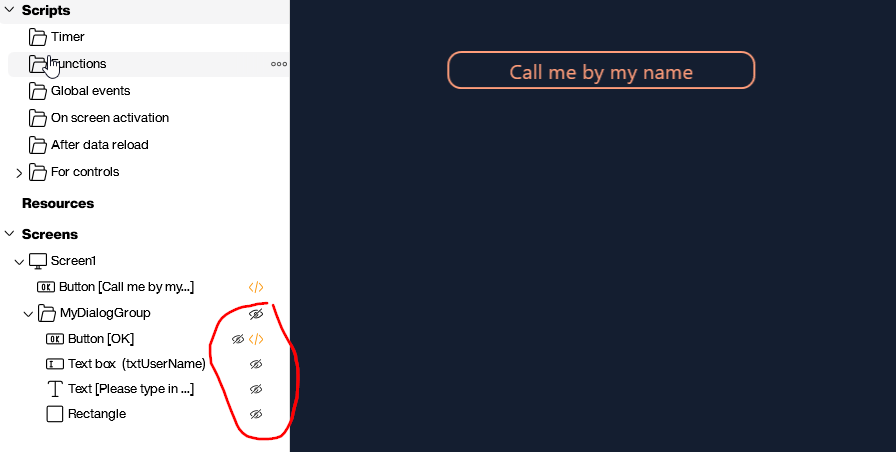 Scripts
Timer
Functions
Global events
On screen activation
After data reload
For controls
Resources
Screens
Screen1
OK Button [Call me by my...] </>
MyDialogGroup
OK Button [OK] </>
Text box (txtUserName)
Text [Please type in ...]
Rectangle
Call me by my name